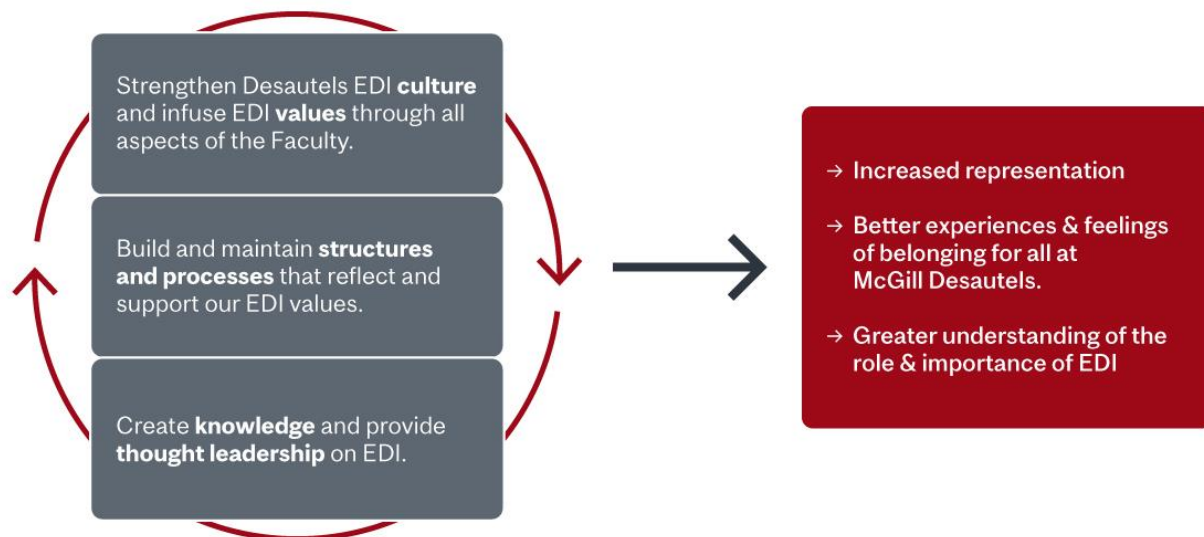 Strengthen Desautels EDI culture
and infuse EDI values through all
aspects of the Faculty.
Build and maintain structures
and processes that reflect and
support our EDI values.
Create knowledge and provide
thought leadership on EDI.
→ Increased representation
→ Better experiences & feelings
of belonging for all at
McGill Desautels.
→ Greater understanding of the
role & importance of EDI